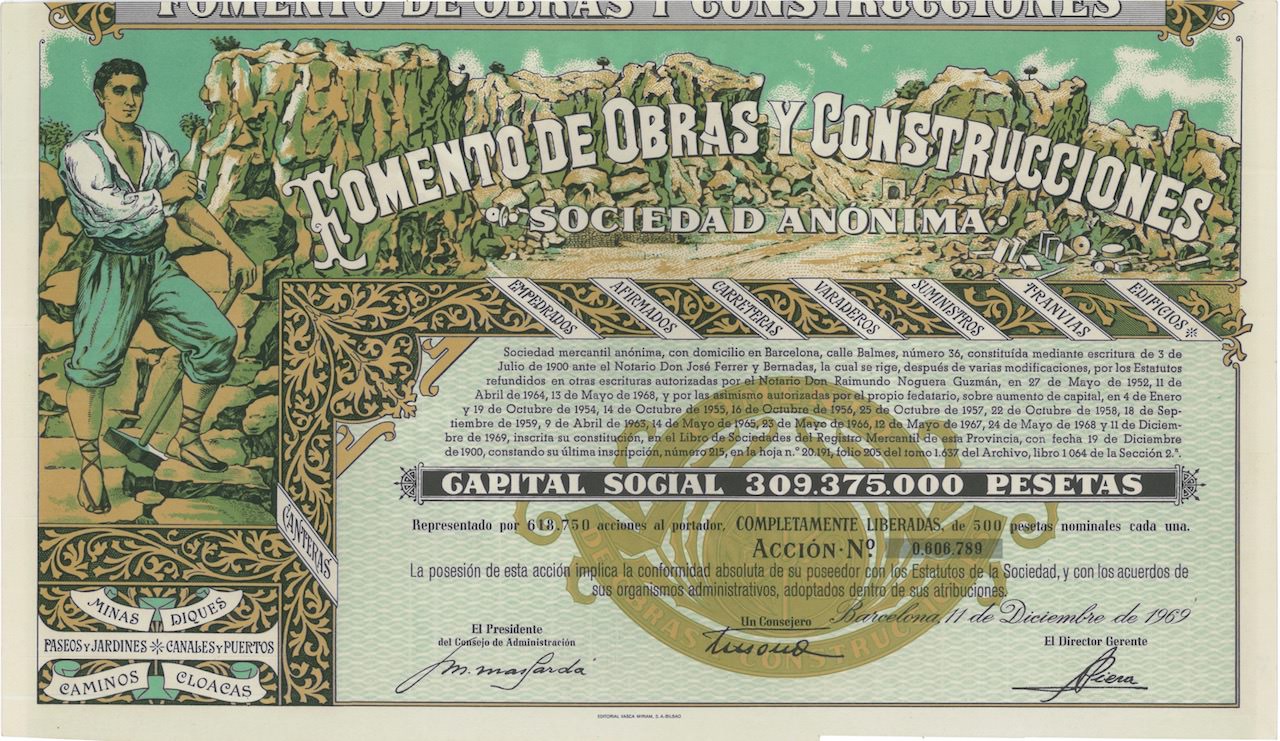 FOMENTO DE OBRAS Y CONSTRUCCIONES
FOMENTO DE OBRAS Y CONSTRUCCIONES
SOCIEDAD ANÓNIMA
EMPEDRADOS
AFIRMADOS
CARRETERAS
VARADEROS
SUMINISTROS
TRANVIAS
EDIFICIOS
Sociedad mercantil anónima, con domicilio en Barcelona, calle Balmes, número 36, constituída mediante escritura de 3 de
Julio de 1900 ante el Notario Don José Ferrer y Bernadas, la cual se rige, después de varias modificaciones, por los Estatutos
refundidos en otras escrituras autorizadas por el Notario Don Raimundo Noguera Guzmán, en 27 de Mayo de 1952, 11 de
Abril de 1964, 13 de Mayo de 1968, y por las asimismo autorizadas por el propio fedatario, sobre aumento de capital, en 4 de Enero
y 19 de Octubre de 1954, 14 de Octubre de 1955, 16 de Octubre de 1956, 25 de Octubre de 1957, 22 de Octubre de 1958, 18 de Sep-
tiembre de 1959, 9 de Abril de 1963, 14 de Mayo de 1965, 23 de Mayo de 1966, 12 de Mayo de 1967, 24 de Mayo de 1968 y 11 de Diciem-
bre de 1969, inscrita su constitución, en el Libro de Sociedades del Registro Mercantil de esta Provincia, con fecha 19 de Diciembre
de 1900, constando su última inscripción, número 215, en la hoja n.º 20.191, folio 205 del tomo 1.637 del Archivo, libro 1 064 de la Sección 2.ª.
CAPITAL SOCIAL 309.375.000 PESETAS
Representado por 618.750 acciones al portador, COMPLETAMENTE LIBERADAS, de 500 pesetas nominales cada una.
ACCIÓN·Nº 0.606.789
La posesión de esta acción implica la conformidad absoluta de su poseedor con los Estatutos de la Sociedad, y con los acuerdos de
sus organismos administrativos, adoptados dentro de sus atribuciones.
Barcelona, 11 de Diciembre de 1969
El Presidente
del Consejo de Administración
Un Consejero
El Director Gerente
CANTERAS
MINAS DIQUES
PASEOS Y JARDINES CANALES Y PUERTOS
CAMINOS CLOACAS
EDITORIAL VASCA MIRIAM, S. A.-BILBAO